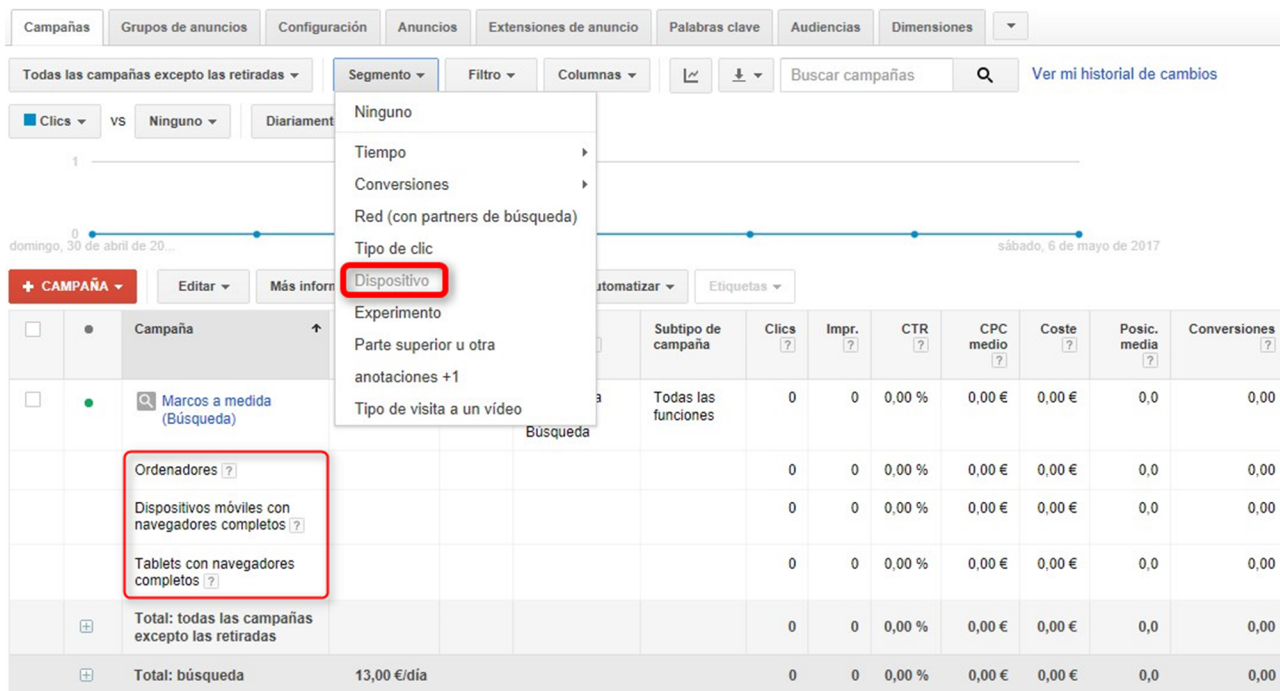 Campañas Grupos de anuncios Configuración Anuncios Extensiones de anuncio Palabras clave Audiencias Dimensiones
Todas las campañas excepto las retiradas Segmento Filtro Columnas Buscar campañas Ver mi historial de cambios
Clics vs Ninguno Diariament
Ninguno
Tiempo
Conversiones
Red (con partners de búsqueda)
Tipo de clic
Dispositivo
Experimento
Parte superior u otra
anotaciones +1
Tipo de visita a un vídeo
1
0
domingo, 30 de abril de 20... sábado, 6 de mayo de 2017
+ CAMPAÑA Editar Más inforn utomatizar Etiquetas
Campaña Subtipo de campaña Clics ? Impr. ? CTR ? CPC medio ? Coste ? Posic. media ? Conversiones ?
Marcos a medida (Búsqueda) a Búsqueda Todas las funciones 0 0 0,00 % 0,00 € 0,00 € 0,0 0,00
Ordenadores ? 0 0 0,00 % 0,00 € 0,00 € 0,0 0,00
Dispositivos móviles con navegadores completos ? 0 0 0,00 % 0,00 € 0,00 € 0,0 0,00
Tablets con navegadores completos ? 0 0 0,00 % 0,00 € 0,00 € 0,0 0,00
Total: todas las campañas excepto las retiradas 0 0 0,00 % 0,00 € 0,00 € 0,0 0,00
Total: búsqueda 13,00 €/día 0 0 0,00 % 0,00 € 0,00 € 0,0 0,00